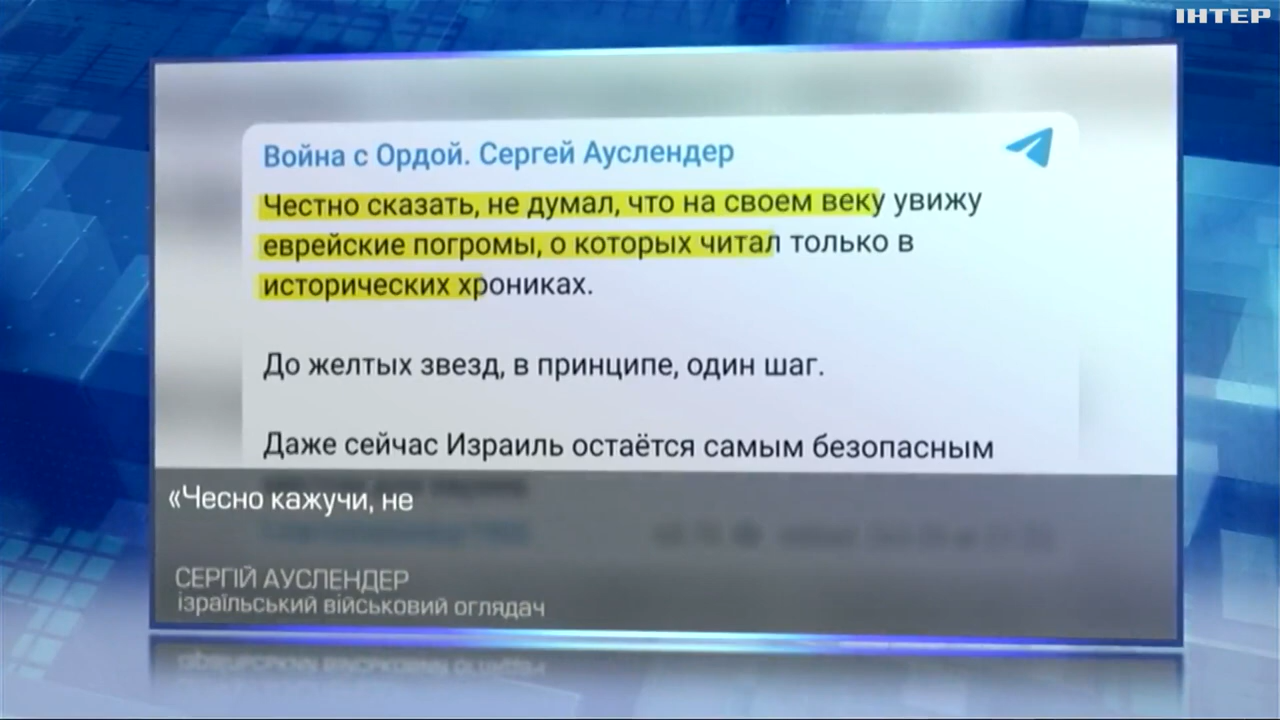 ІНТЕР
Война с Ордой. Сергей Ауслендер
Честно сказать, не думал, что на своем веку увижу
еврейские погромы, о которых читал только в
исторических хрониках.
До желтых звезд, в принципе, один шаг.
Даже сейчас Израиль остаётся самым безопасным
«Чесно кажучи, не
СЕРГІЙ АУСЛЕНДЕР
ізраїльський військовий оглядач